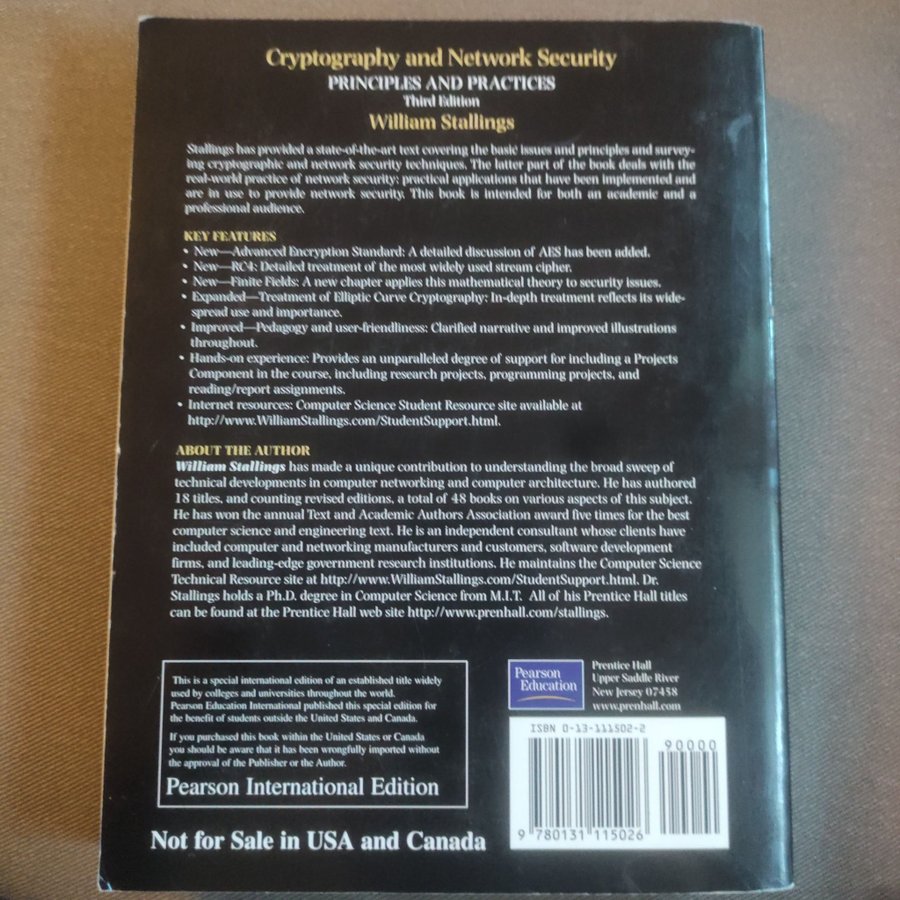 Cryptography and Network Security
PRINCIPLES AND PRACTICES
Third Edition
William Stallings
Stallings has provided a state-of-the-art text covering the basic issues and principles and survey-
ing cryptographic and network security techniques. The latter part of the book deals with the
real-world practice of network security: practical applications that have been implemented and
are in use to provide network security. This book is intended for both an academic and a
professional audience.
KEY FEATURES
• New—Advanced Encryption Standard: A detailed discussion of AES has been added.
• New—RC4: Detailed treatment of the most widely used stream cipher.
• New—Finite Fields: A new chapter applies this mathematical theory to security issues.
• Expanded—Treatment of Elliptic Curve Cryptography: In-depth treatment reflects its wide-
spread use and importance.
• Improved—Pedagogy and user-friendliness: Clarified narrative and improved illustrations
throughout.
• Hands-on experience: Provides an unparalleled degree of support for including a Projects
Component in the course, including research projects, programming projects, and
reading/report assignments.
• Internet resources: Computer Science Student Resource site available at
http://www.WilliamStallings.com/StudentSupport.html.
ABOUT THE AUTHOR
William Stallings has made a unique contribution to understanding the broad sweep of
technical developments in computer networking and computer architecture. He has authored
18 titles, and counting revised editions, a total of 48 books on various aspects of this subject.
He has won the annual Text and Academic Authors Association award five times for the best
computer science and engineering text. He is an independent consultant whose clients have
included computer and networking manufacturers and customers, software development
firms, and leading-edge government research institutions. He maintains the Computer Science
Technical Resource site at http://www.WilliamStallings.com/StudentSupport.html. Dr.
Stallings holds a Ph.D. degree in Computer Science from M.I.T. All of his Prentice Hall titles
can be found at the Prentice Hall web site http://www.prenhall.com/stallings.
This is a special international edition of an established title widely
used by colleges and universities throughout the world.
Pearson Education International published this special edition for
the benefit of students outside the United States and Canada.
If you purchased this book within the United States or Canada
you should be aware that it has been wrongfully imported without
the approval of the Publisher or the Author.
Pearson International Edition
Not for Sale in USA and Canada
Pearson
Education
Prentice Hall
Upper Saddle River
New Jersey 07458
www.prenhall.com
ISBN 0-13-111502-2
90000
9 780131 115026